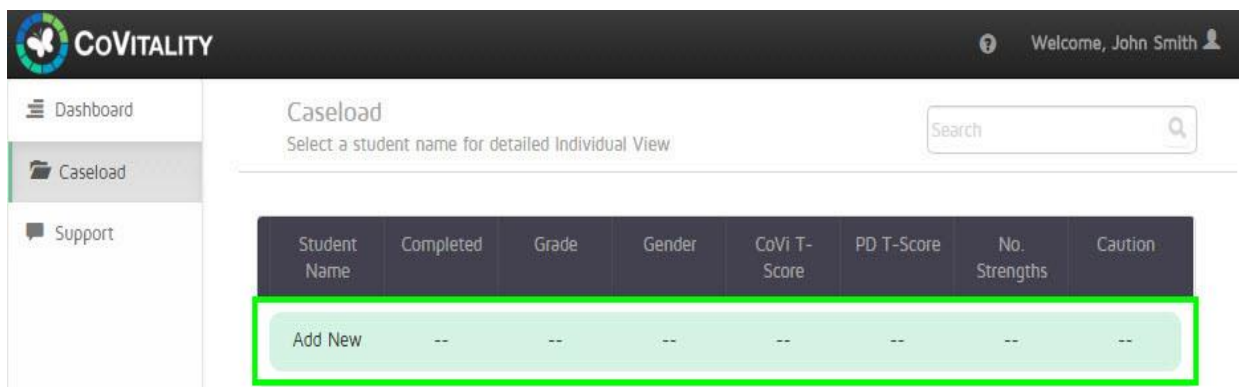 CoVitality
Welcome, John Smith
Dashboard
Caseload
Support
Caseload
Select a student name for detailed Individual View
Search
Student Name Completed Grade Gender CoVi T-Score PD T-Score No. Strengths Caution
Add New -- -- -- -- -- -- --